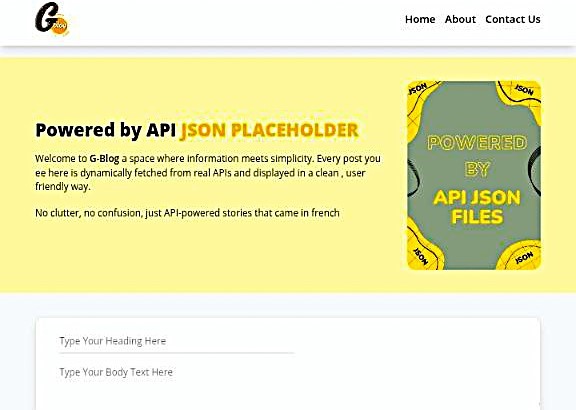 G
Blog
Home About Contact Us
Powered by API JSON PLACEHOLDER
Welcome to G-Blog a space where information meets simplicity. Every post you
ee here is dynamically fetched from real APIs and displayed in a clean , user
friendly way.
No clutter, no confusion, just API-powered stories that came in french
JSON
JSON
POWERED
BY
API JSON
FILES
JSON
JSON
Type Your Heading Here
Type Your Body Text Here